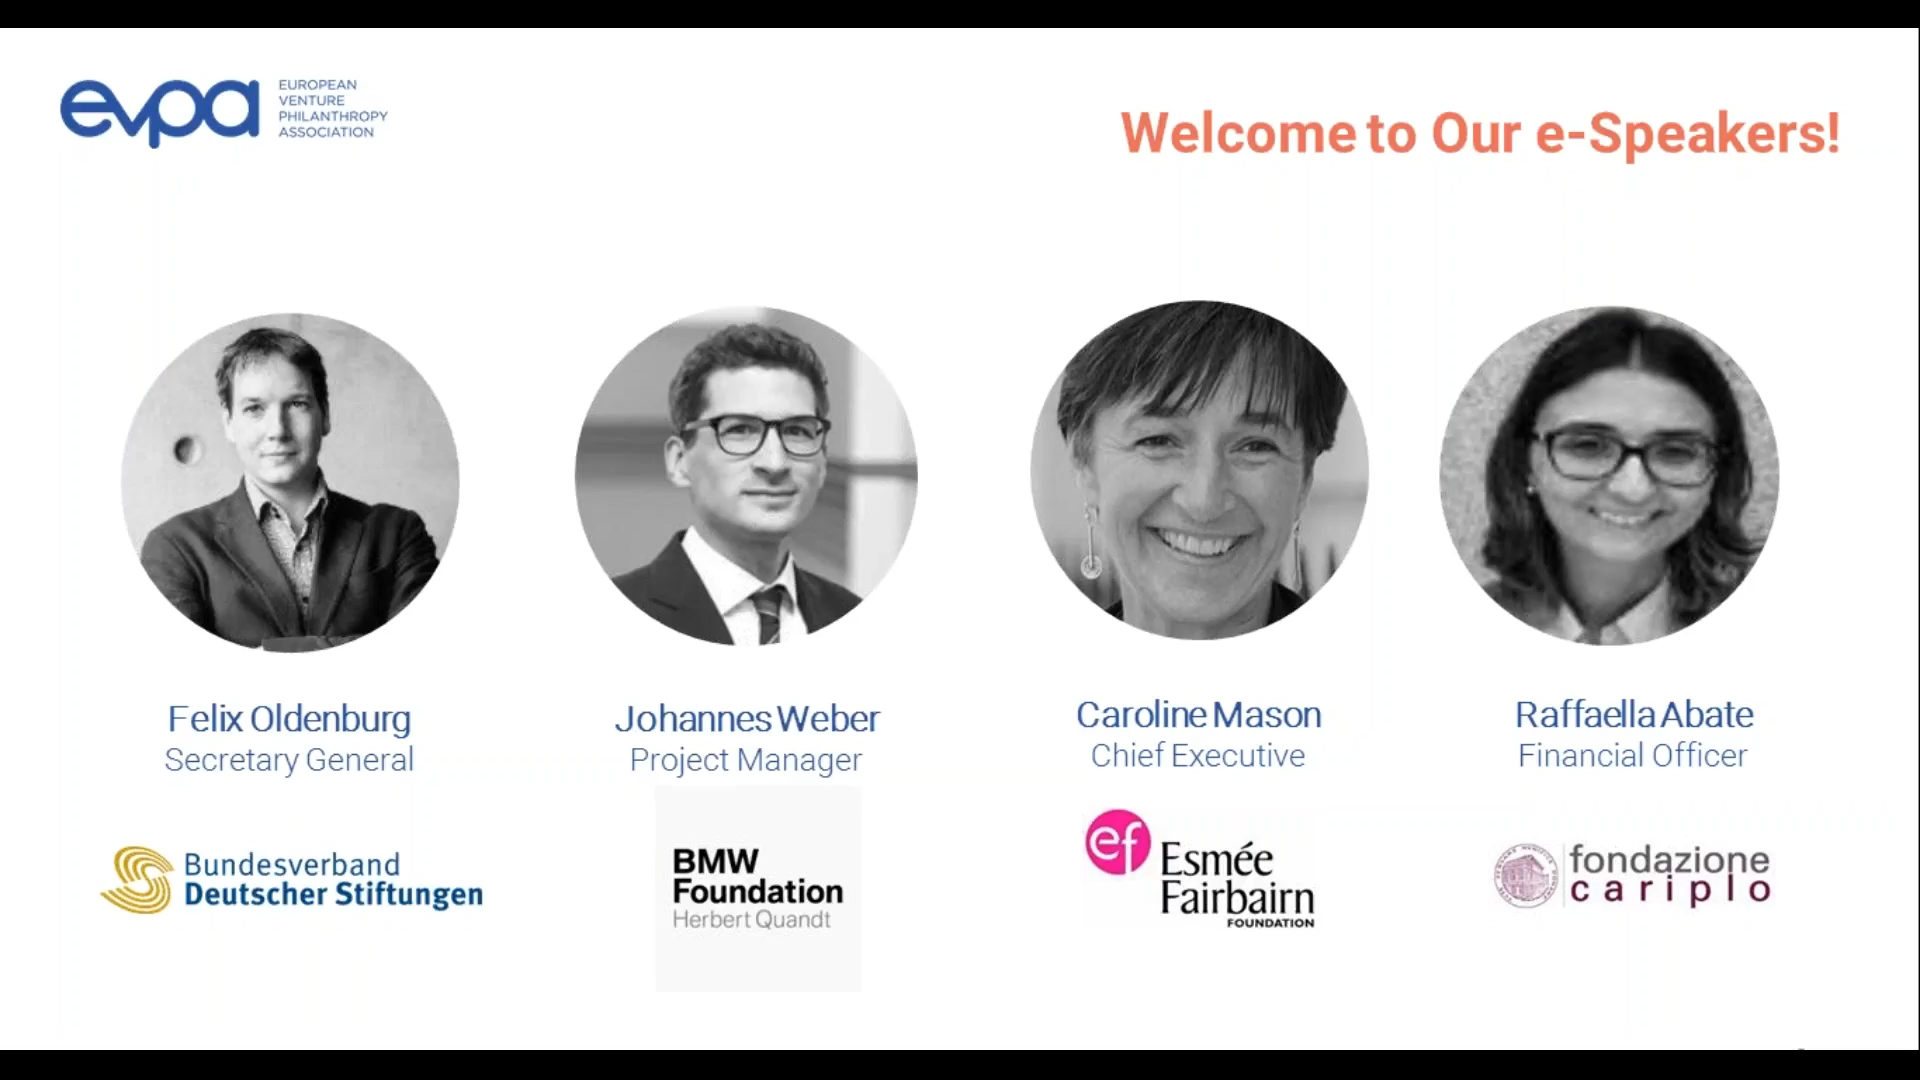 evpa
EUROPEAN
VENTURE
PHILANTHROPY
ASSOCIATION
Welcome to Our e-Speakers!
Felix Oldenburg
Secretary General
Bundesverband
Deutscher Stiftungen
Johannes Weber
Project Manager
BMW
Foundation
Herbert Quandt
Caroline Mason
Chief Executive
ef
Esmée
Fairbairn
FOUNDATION
Raffaella Abate
Financial Officer
fondazione
cariplo